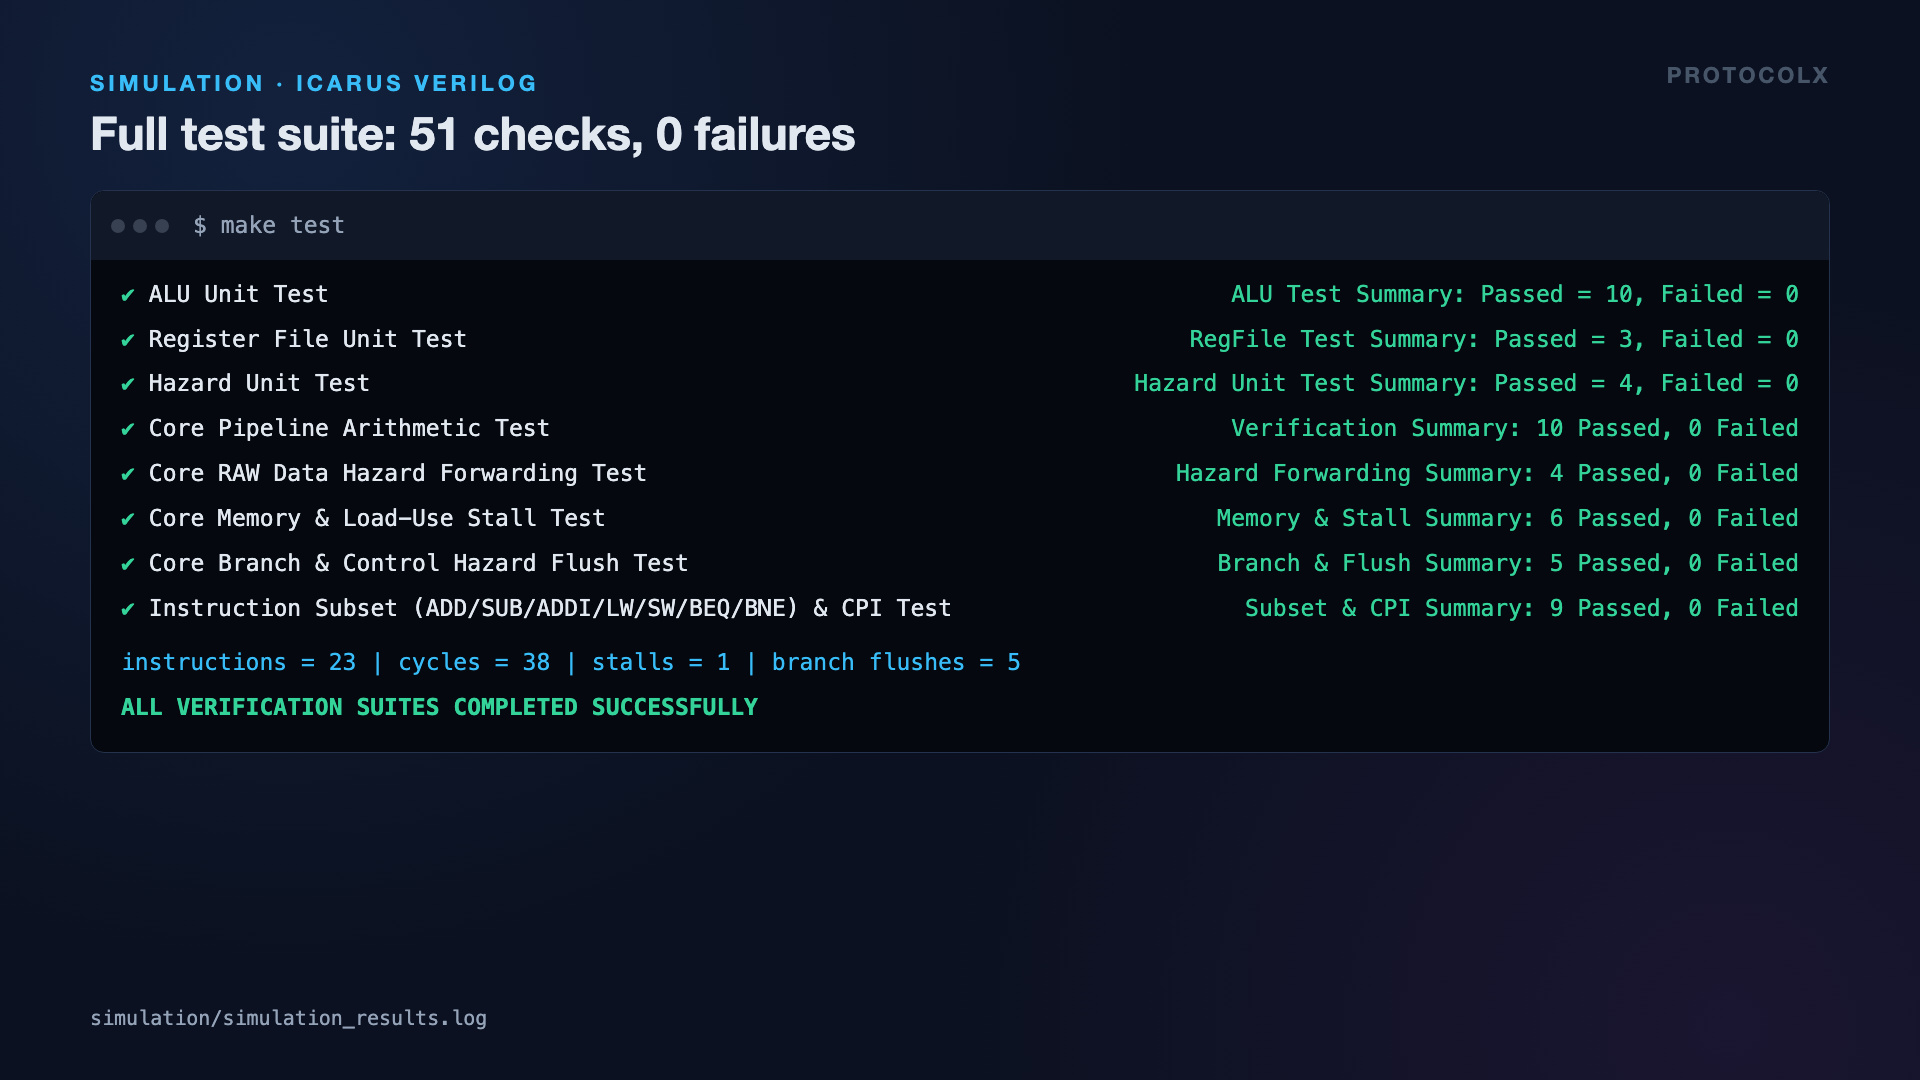 SIMULATION · ICARUS VERILOG
PROTOCOLX
Full test suite: 51 checks, 0 failures
$ make test
✔ ALU Unit Test ALU Test Summary: Passed = 10, Failed = 0
✔ Register File Unit Test RegFile Test Summary: Passed = 3, Failed = 0
✔ Hazard Unit Test Hazard Unit Test Summary: Passed = 4, Failed = 0
✔ Core Pipeline Arithmetic Test Verification Summary: 10 Passed, 0 Failed
✔ Core RAW Data Hazard Forwarding Test Hazard Forwarding Summary: 4 Passed, 0 Failed
✔ Core Memory & Load-Use Stall Test Memory & Stall Summary: 6 Passed, 0 Failed
✔ Core Branch & Control Hazard Flush Test Branch & Flush Summary: 5 Passed, 0 Failed
✔ Instruction Subset (ADD/SUB/ADDI/LW/SW/BEQ/BNE) & CPI Test Subset & CPI Summary: 9 Passed, 0 Failed
instructions = 23 | cycles = 38 | stalls = 1 | branch flushes = 5
ALL VERIFICATION SUITES COMPLETED SUCCESSFULLY
simulation/simulation_results.log